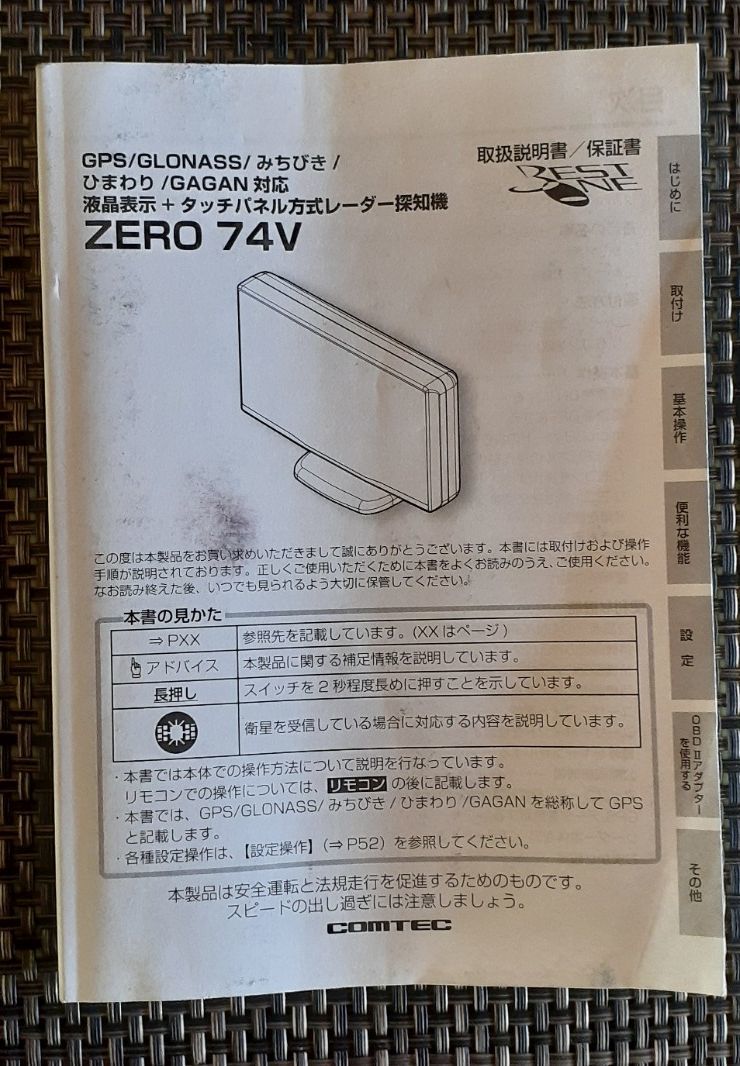 取扱説明書／保証書
BEST ONE
GPS/GLONASS/ みちびき /
ひまわり /GAGAN 対応
液晶表示 + タッチパネル方式レーダー探知機
ZERO 74V
この度は本製品をお買い求めいただきまして誠にありがとうございます。本書には取付けおよび操作
手順が説明されております。正しくご使用いただくために本書をよくお読みのうえ、ご使用ください。
なお読み終えた後、いつでも見られるよう大切に保管してください。
本書の見かた
⇒ PXX 参照先を記載しています。(XX はページ )
アドバイス 本製品に関する補足情報を説明しています。
長押し スイッチを 2 秒程度長めに押すことを示しています。
衛星を受信している場合に対応する内容を説明しています。
・本書では本体での操作方法について説明を行なっています。
リモコンでの操作については、リモコン の後に記載します。
・本書では、GPS/GLONASS/ みちびき / ひまわり /GAGAN を総称して GPS
と記載します。
・各種設定操作は、【設定操作】（⇒ P52）を参照してください。
本製品は安全運転と法規走行を促進するためのものです。
スピードの出し過ぎには注意しましょう。
COMTEC
はじめに
取付け
基本操作
便利な機能
設 定
OBDⅡアダプター
を使用する
その他
目次